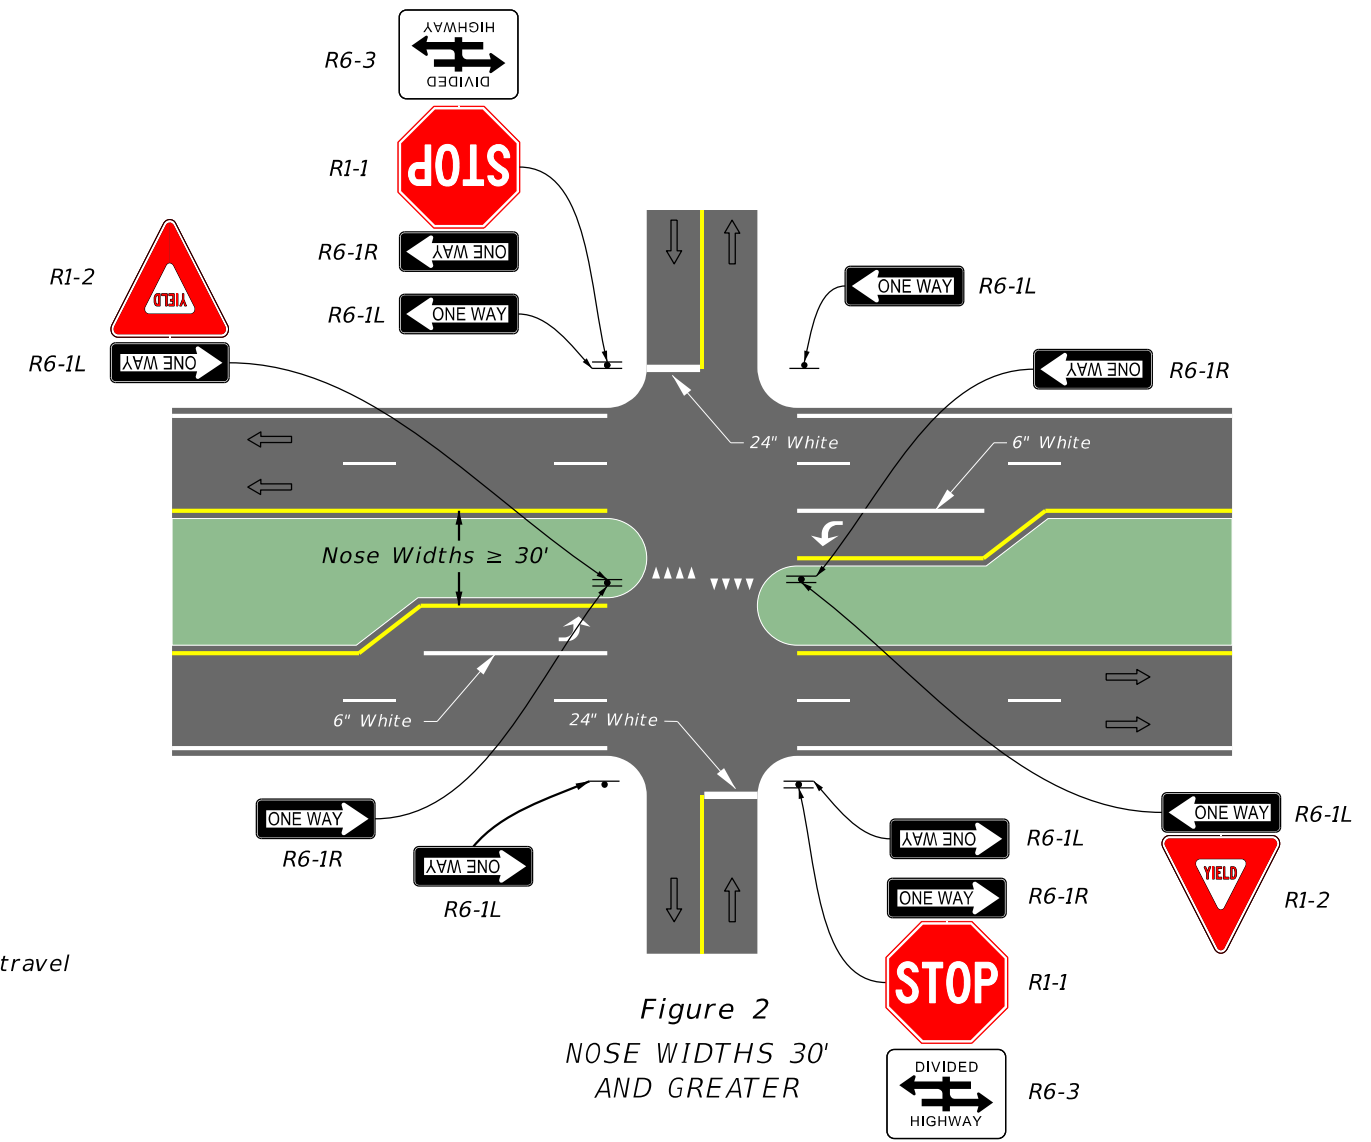 HIGHWAY
DIVIDED
R6-3
STOP
R1-1
ONE WAY
R6-1R
ONE WAY
R6-1L
YIELD
R1-2
ONE WAY
R6-1L
ONE WAY
R6-1L
ONE WAY
R6-1R
24" White
6" White
Nose Widths ≥ 30'
6" White
24" White
ONE WAY
R6-1R
ONE WAY
R6-1L
ONE WAY
R6-1L
ONE WAY
R6-1R
STOP
R1-1
DIVIDED
HIGHWAY
R6-3
ONE WAY
R6-1L
YIELD
R1-2
travel
Figure 2
NOSE WIDTHS 30'
AND GREATER